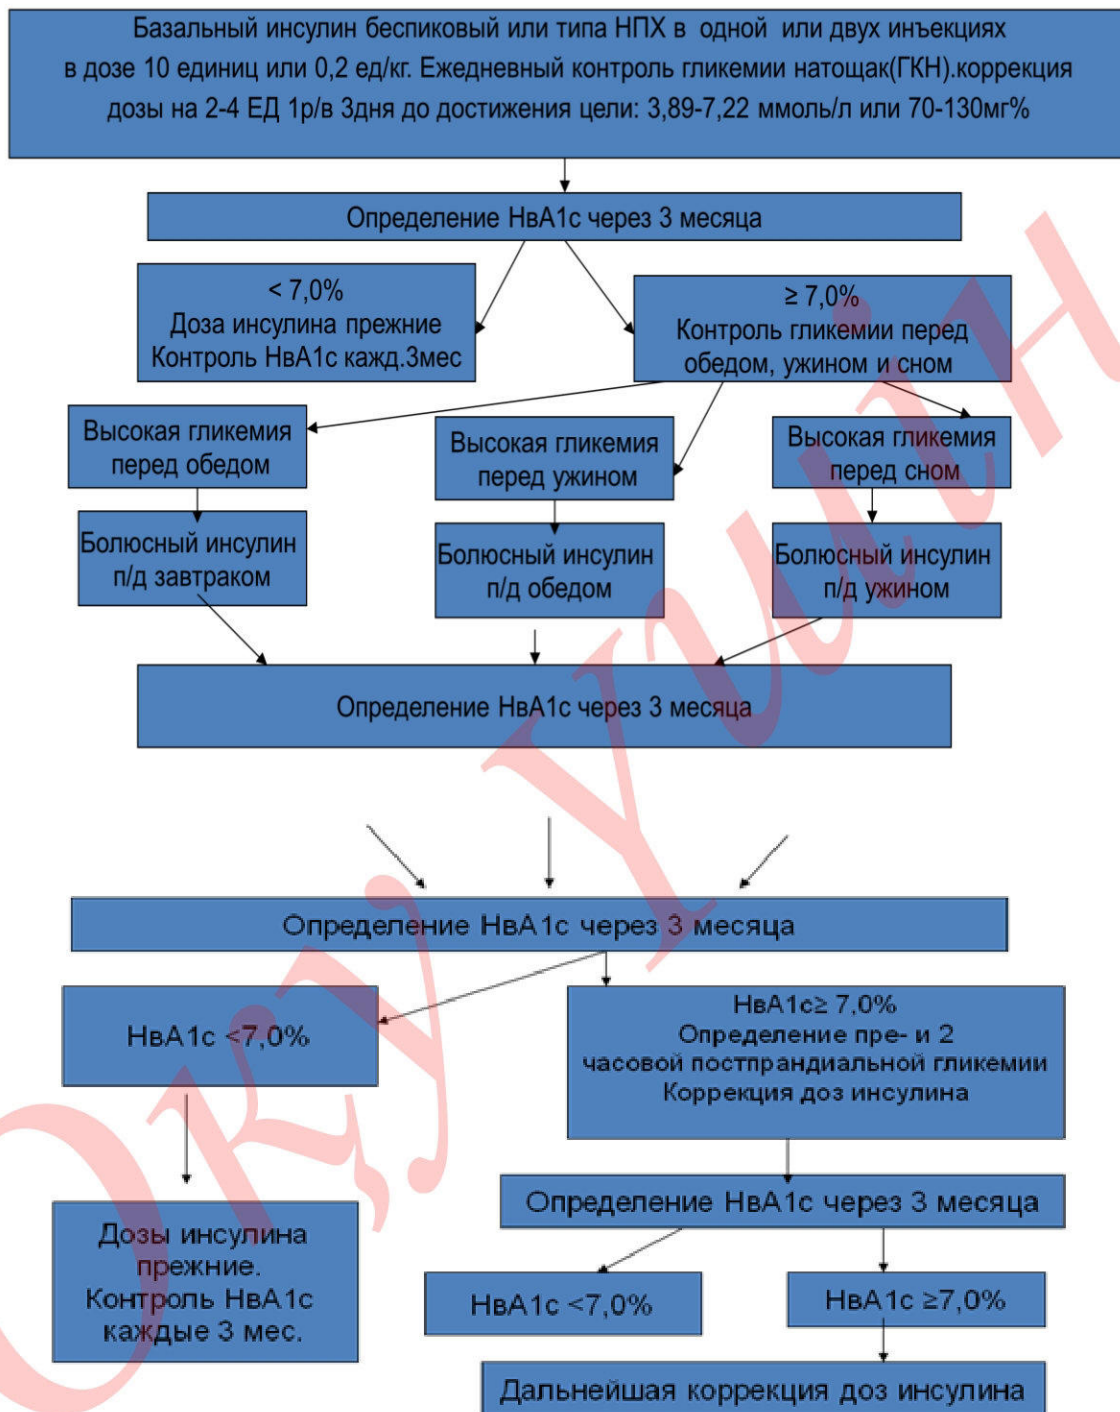 Базальный инсулин беспиковый или типа НПХ в одной или двух инъекциях
в дозе 10 единиц или 0,2 ед/кг. Ежедневный контроль гликемии натощак(ГКН).коррекция
дозы на 2-4 ЕД 1р/в 3дня до достижения цели: 3,89-7,22 ммоль/л или 70-130мг%
Определение НвА1с через 3 месяца
< 7,0%
Доза инсулина прежние
Контроль НвА1с кажд.3мес
≥ 7,0%
Контроль гликемии перед
обедом, ужином и сном
Высокая гликемия
перед обедом
Высокая гликемия
перед ужином
Высокая гликемия
перед сном
Болюсный инсулин
п/д завтраком
Болюсный инсулин
п/д обедом
Болюсный инсулин
п/д ужином
Определение НвА1с через 3 месяца
Определение НвА1с через 3 месяца
НвА1с <7,0%
НвА1с≥ 7,0%
Определение пре- и 2
часовой постпрандиальной гликемии
Коррекция доз инсулина
Дозы инсулина
прежние.
Контроль НвА1с
каждые 3 мес.
Определение НвА1с через 3 месяца
НвА1с <7,0%
НвА1с ≥7,0%
Дальнейшая коррекция доз инсулина
Оқу Үшін